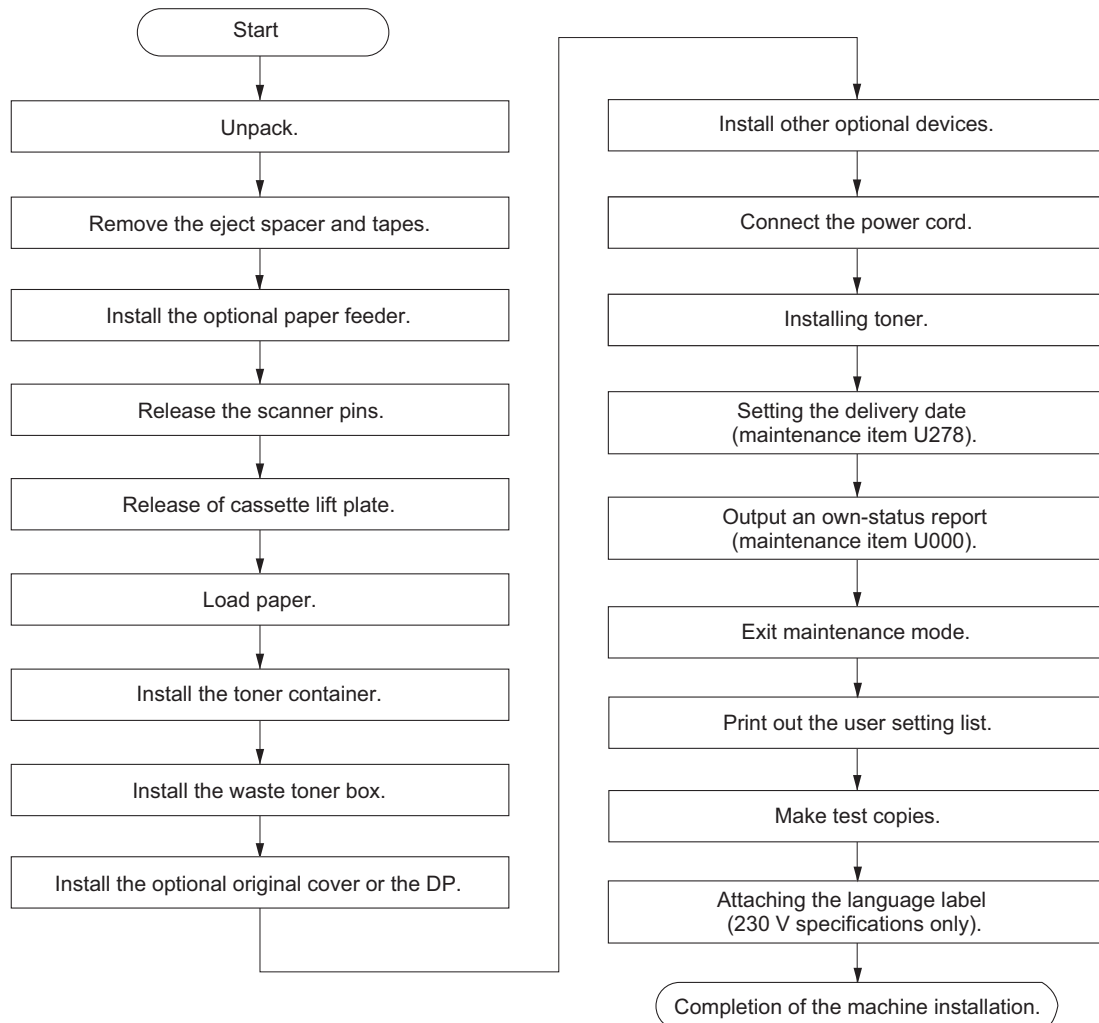 Start
Unpack.
Remove the eject spacer and tapes.
Install the optional paper feeder.
Release the scanner pins.
Release of cassette lift plate.
Load paper.
Install the toner container.
Install the waste toner box.
Install the optional original cover or the DP.
Install other optional devices.
Connect the power cord.
Installing toner.
Setting the delivery date
(maintenance item U278).
Output an own-status report
(maintenance item U000).
Exit maintenance mode.
Print out the user setting list.
Make test copies.
Attaching the language label
(230 V specifications only).
Completion of the machine installation.